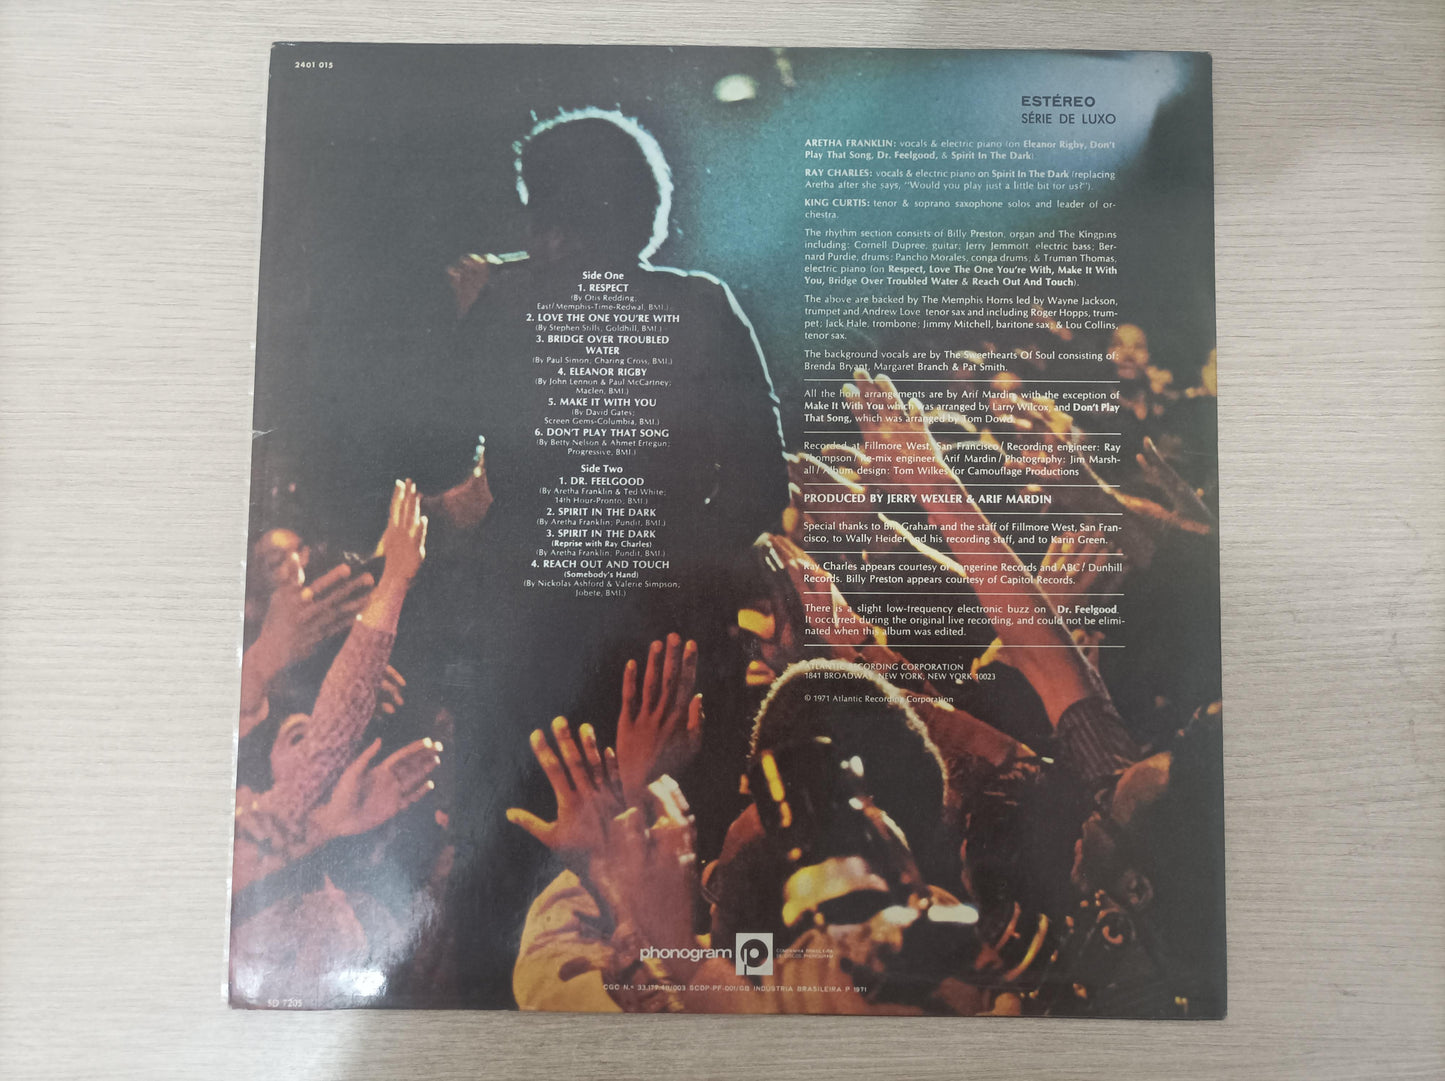 2401 015
ESTÉREO
SÉRIE DE LUXO
ARETHA FRANKLIN: vocals & electric piano (on Eleanor Rigby, Don't
Play That Song, Dr. Feelgood, & Spirit In The Dark).
RAY CHARLES: vocals & electric piano on Spirit In The Dark (replacing
Aretha after she says, "Would you play just a little bit for us?").
KING CURTIS: tenor & soprano saxophone solos and leader of or-
chestra.
The rhythm section consists of Billy Preston, organ and The Kingpins
including: Cornell Dupree, guitar; Jerry Jemmott, electric bass; Ber-
nard Purdie, drums; Pancho Morales, conga drums; & Truman Thomas,
electric piano (on Respect, Love The One You're With, Make It With
You, Bridge Over Troubled Water & Reach Out And Touch).
The above are backed by The Memphis Horns led by Wayne Jackson,
trumpet and Andrew Love tenor sax and including Roger Hopps, trum-
pet; Jack Hale, trombone; Jimmy Mitchell, baritone sax; & Lou Collins,
tenor sax.
The background vocals are by The Sweethearts Of Soul consisting of:
Brenda Bryant, Margaret Branch & Pat Smith.
All the horn arrangements are by Arif Mardin with the exception of
Make It With You which was arranged by Larry Wilcox, and Don't Play
That Song, which was arranged by Tom Dowd.
Recorded at Fillmore West, San Francisco / Recording engineer: Ray
Thompson / Re-mix engineer: Arif Mardin / Photography: Jim Marsh-
all / Album design: Tom Wilkes for Camouflage Productions
PRODUCED BY JERRY WEXLER & ARIF MARDIN
Special thanks to Bill Graham and the staff of Fillmore West, San Fran-
cisco, to Wally Heider and his recording staff, and to Karin Green.
Ray Charles appears courtesy of Tangerine Records and ABC / Dunhill
Records. Billy Preston appears courtesy of Capitol Records.
There is a slight low-frequency electronic buzz on Dr. Feelgood.
It occurred during the original live recording, and could not be elimi-
nated when this album was edited.
ATLANTIC RECORDING CORPORATION
1841 BROADWAY, NEW YORK, NEW YORK 10023
© 1971 Atlantic Recording Corporation
Side One
1. RESPECT
(By Otis Redding;
East/Memphis-Time-Redwal, BMI.)
2. LOVE THE ONE YOU'RE WITH
(By Stephen Stills, Goldhill, BMI.)
3. BRIDGE OVER TROUBLED
WATER
(By Paul Simon; Charing Cross, BMI.)
4. ELEANOR RIGBY
(By John Lennon & Paul McCartney;
Maclen, BMI.)
5. MAKE IT WITH YOU
(By David Gates;
Screen Gems-Columbia, BMI.)
6. DON'T PLAY THAT SONG
(By Betty Nelson & Ahmet Ertegun;
Progressive, BMI.)
Side Two
1. DR. FEELGOOD
(By Aretha Franklin & Ted White;
14th Hour-Pronto, BMI.)
2. SPIRIT IN THE DARK
(By Aretha Franklin; Pundit, BMI.)
3. SPIRIT IN THE DARK
(Reprise with Ray Charles)
(By Aretha Franklin, Pundit, BMI.)
4. REACH OUT AND TOUCH
(Somebody's Hand)
(By Nickolas Ashford & Valerie Simpson;
Jobete, BMI.)
phonogram
COMPANHIA BRASILEIRA
DE DISCOS PHONOGRAM
INDÚSTRIA BRASILEIRA P 1971
SD 7205